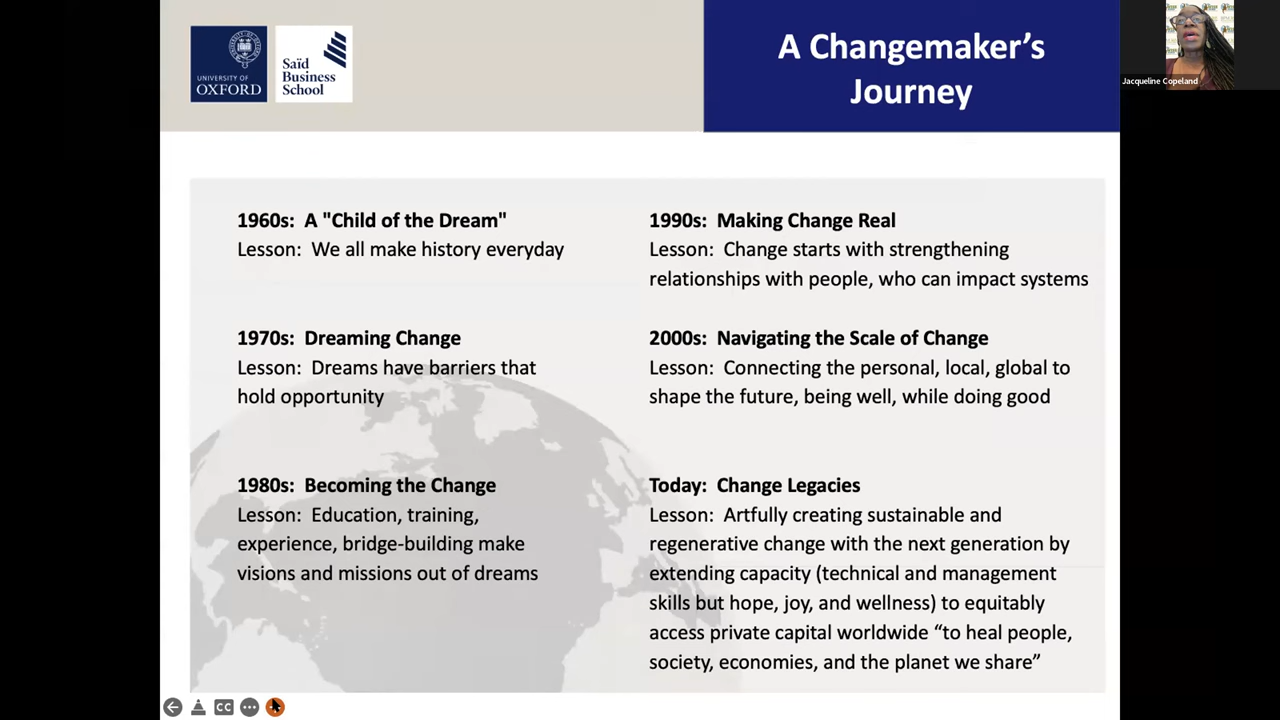 UNIVERSITY OF
OXFORD
Saïd
Business
School
A Changemaker's
Journey
Jacqueline Copeland
1960s: A "Child of the Dream"
Lesson: We all make history everyday
1970s: Dreaming Change
Lesson: Dreams have barriers that
hold opportunity
1980s: Becoming the Change
Lesson: Education, training,
experience, bridge-building make
visions and missions out of dreams
1990s: Making Change Real
Lesson: Change starts with strengthening
relationships with people, who can impact systems
2000s: Navigating the Scale of Change
Lesson: Connecting the personal, local, global to
shape the future, being well, while doing good
Today: Change Legacies
Lesson: Artfully creating sustainable and
regenerative change with the next generation by
extending capacity (technical and management
skills but hope, joy, and wellness) to equitably
access private capital worldwide “to heal people,
society, economies, and the planet we share”
CC